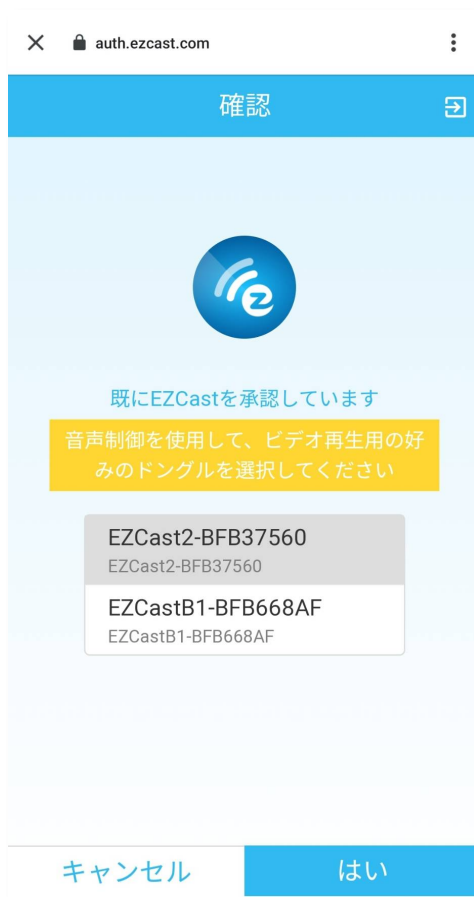 auth.ezcast.com
確認
既にEZCastを承認しています
音声制御を使用して、ビデオ再生用の好
みのドングルを選択してください
EZCast2-BFB37560
EZCast2-BFB37560
EZCastB1-BFB668AF
EZCastB1-BFB668AF
キャンセル
はい